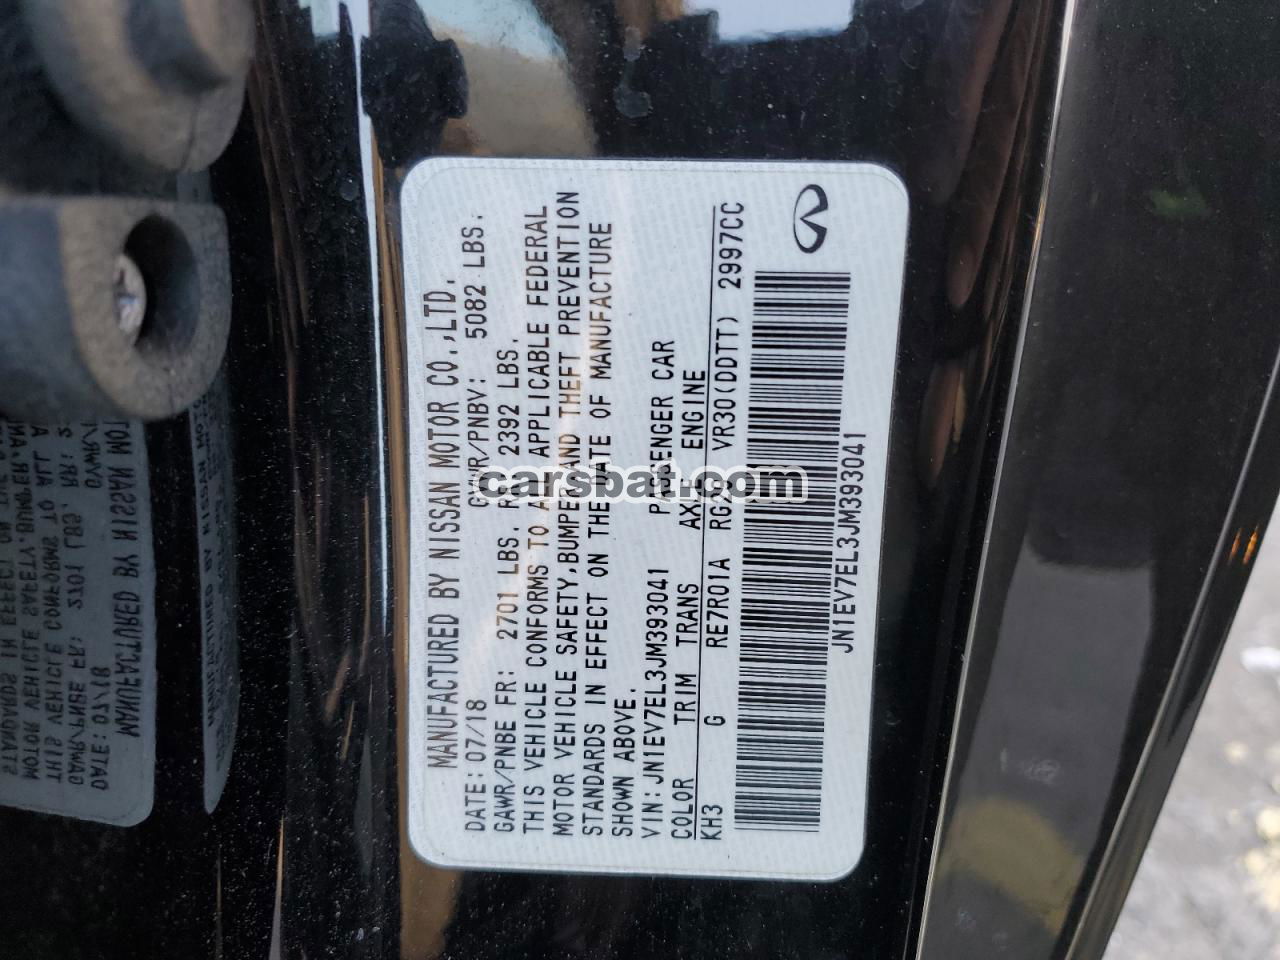 MANUFACTURED BY NISSAN MOTOR CO.,LTD.
DATE:07/18 GVWR/PNBV: 5082 LBS.
GAWR/PNBE FR: 2701 LBS. RR: 2392 LBS.
THIS VEHICLE CONFORMS TO ALL APPLICABLE FEDERAL
MOTOR VEHICLE SAFETY,BUMPER,AND THEFT PREVENTION
STANDARDS IN EFFECT ON THE DATE OF MANUFACTURE
SHOWN ABOVE.
VIN:JN1EV7EL3JM393041 PASSENGER CAR
COLOR TRIM TRANS AXLE ENGINE
KH3 G RE7R01A VR30(DDTT) 2997CC
JN1EV7EL3JM393041
carsbat.com